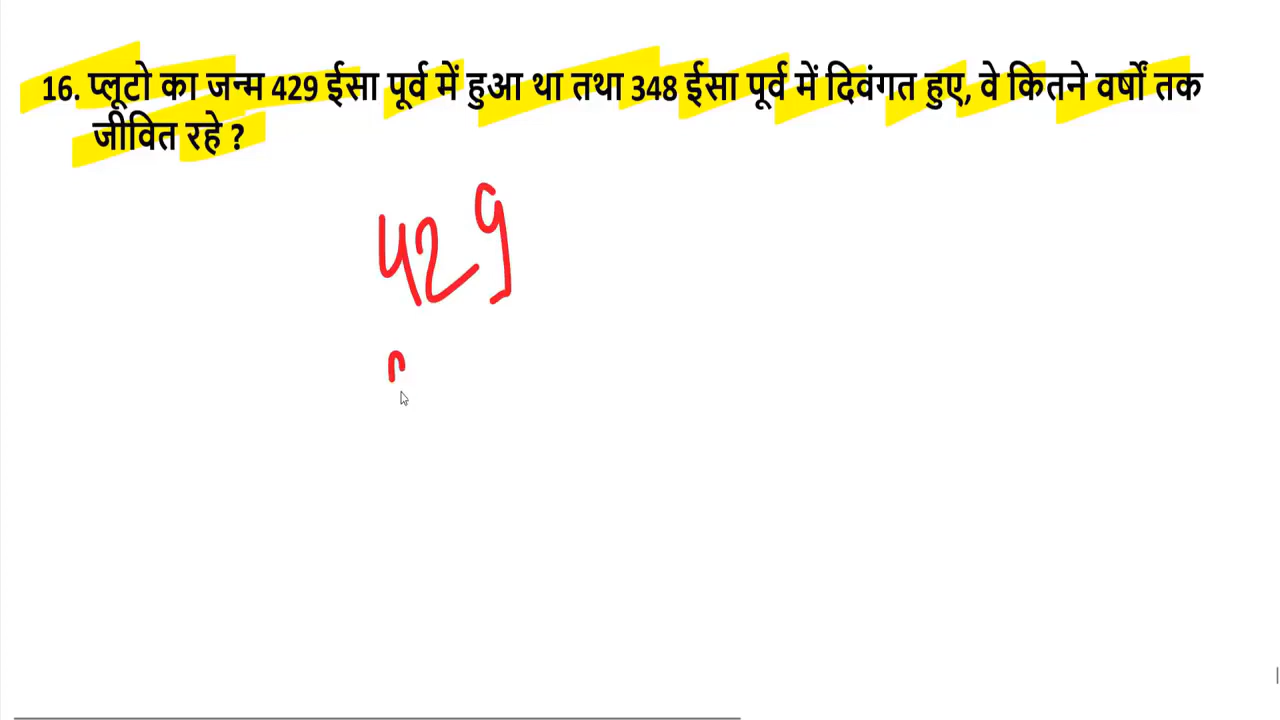 16. प्लूटो का जन्म 429 ईसा पूर्व में हुआ था तथा 348 ईसा पूर्व में दिवंगत हुए, वे कितने वर्षों तक
जीवित रहे ?
429